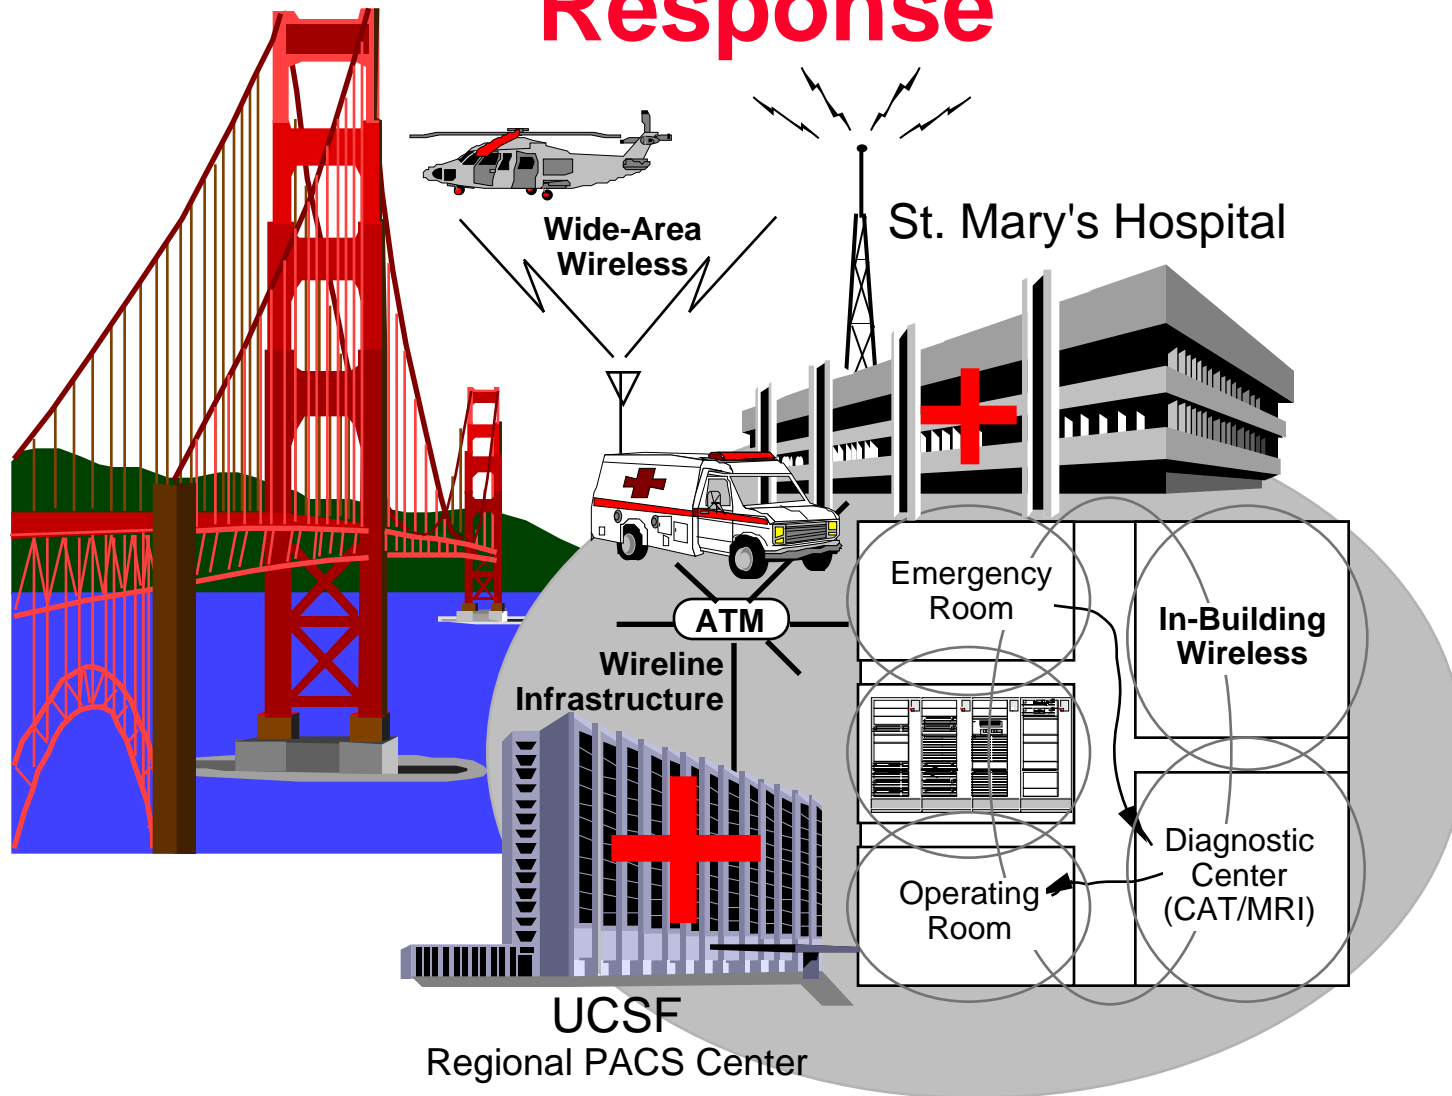 Response
Wide-Area
Wireless
St. Mary's Hospital
Emergency
Room
In-Building
Wireless
ATM
Wireline
Infrastructure
Diagnostic
Center
(CAT/MRI)
Operating
Room
UCSF
Regional PACS Center